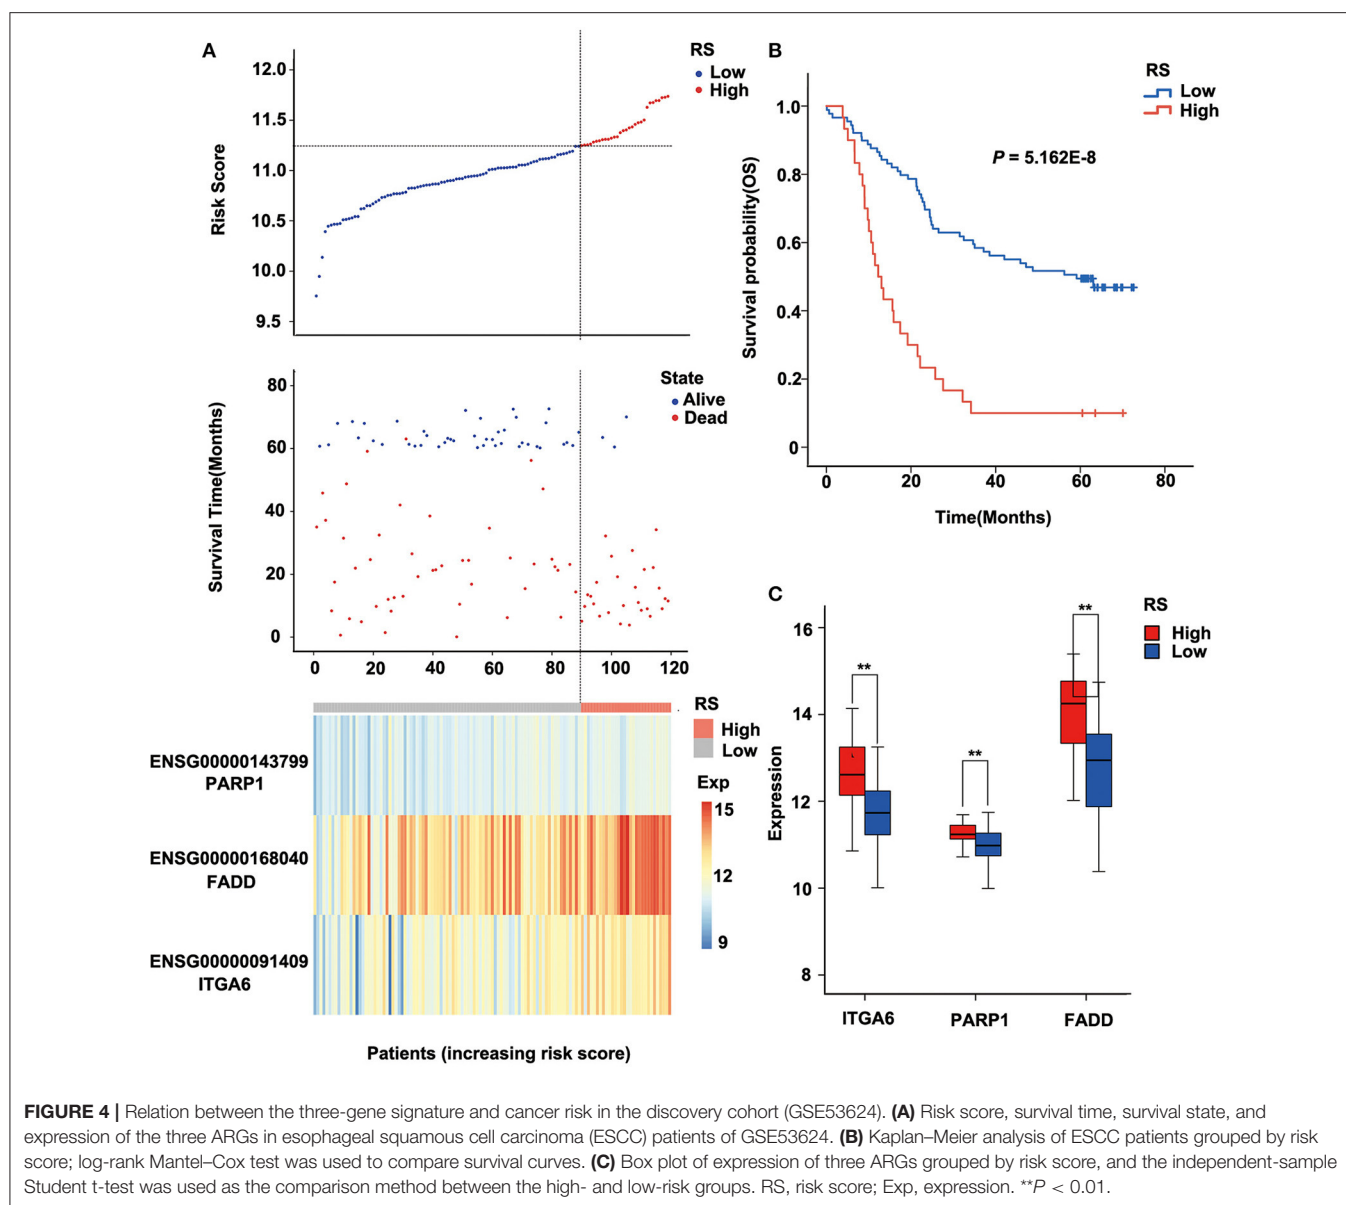 A
RS
Low
High
12.0
11.5
11.0
10.5
10.0
9.5
Risk Score
State
Alive
Dead
80
60
40
20
0
Survival Time(Months)
0 20 40 60 80 100 120
RS
High
Low
ENSG00000143799
PARP1
ENSG00000168040
FADD
ENSG00000091409
ITGA6
Exp
15
12
9
Patients (increasing risk score)
B
RS
Low
High
P = 5.162E-8
1.0
0.8
0.6
0.4
0.2
0
Survival probability(OS)
0 20 40 60 80
Time(Months)
C
RS
High
Low
16
14
12
10
8
Expression
** ** **
ITGA6 PARP1 FADD
FIGURE 4 | Relation between the three-gene signature and cancer risk in the discovery cohort (GSE53624). (A) Risk score, survival time, survival state, and
expression of the three ARGs in esophageal squamous cell carcinoma (ESCC) patients of GSE53624. (B) Kaplan–Meier analysis of ESCC patients grouped by risk
score; log-rank Mantel–Cox test was used to compare survival curves. (C) Box plot of expression of three ARGs grouped by risk score, and the independent-sample
Student t-test was used as the comparison method between the high- and low-risk groups. RS, risk score; Exp, expression. **P < 0.01.